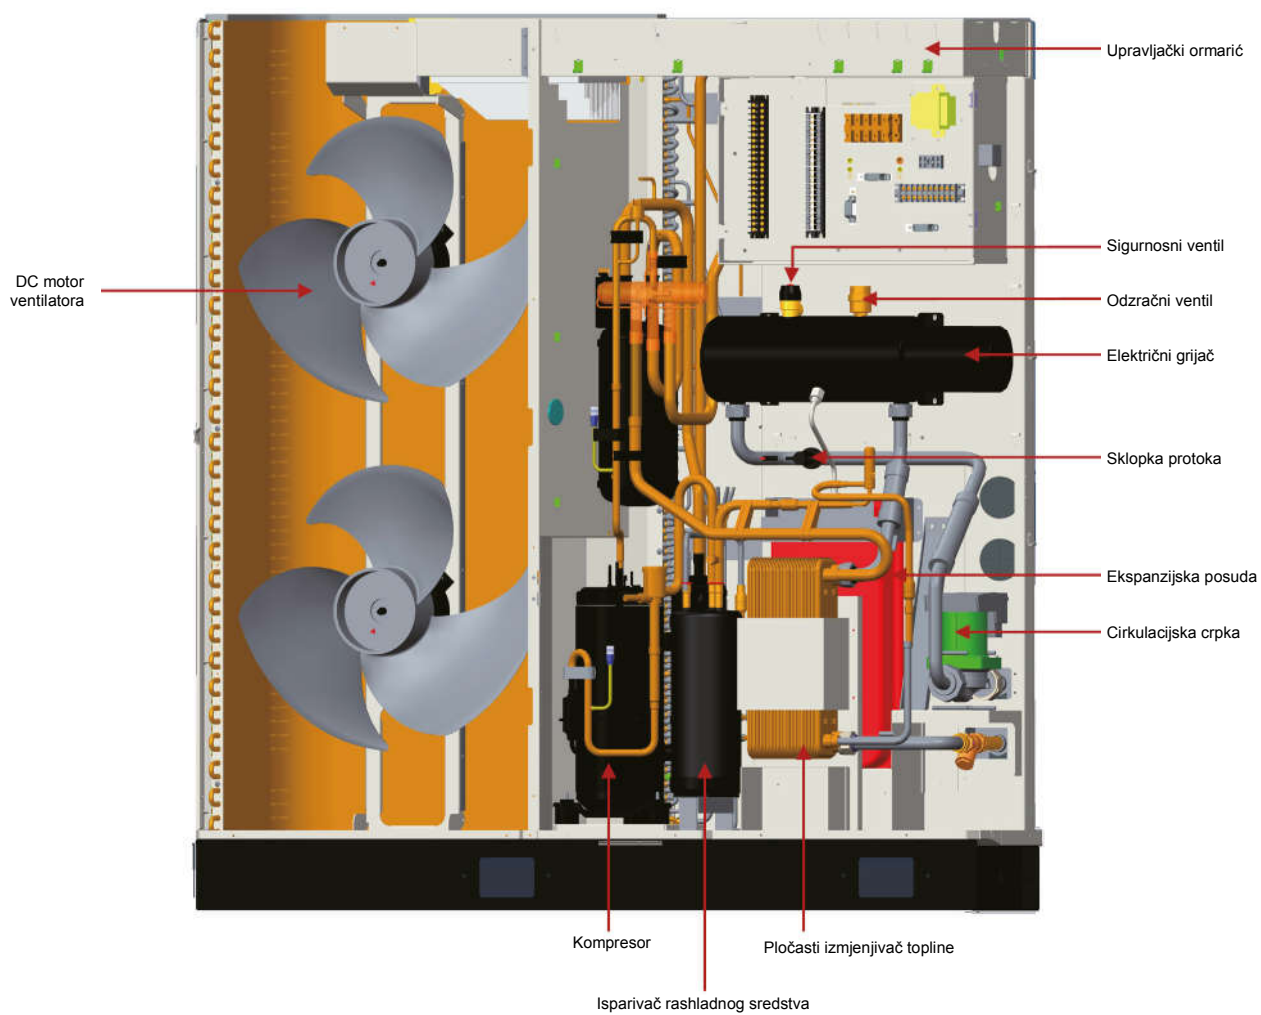 Upravljački ormarić
Sigurnosni ventil
DC motor
ventilatora
Odzračni ventil
Električni grijač
Sklopka protoka
Ekspanzijska posuda
Cirkulacijska crpka
Kompresor
Pločasti izmjenjivač topline
Isparivač rashladnog sredstva